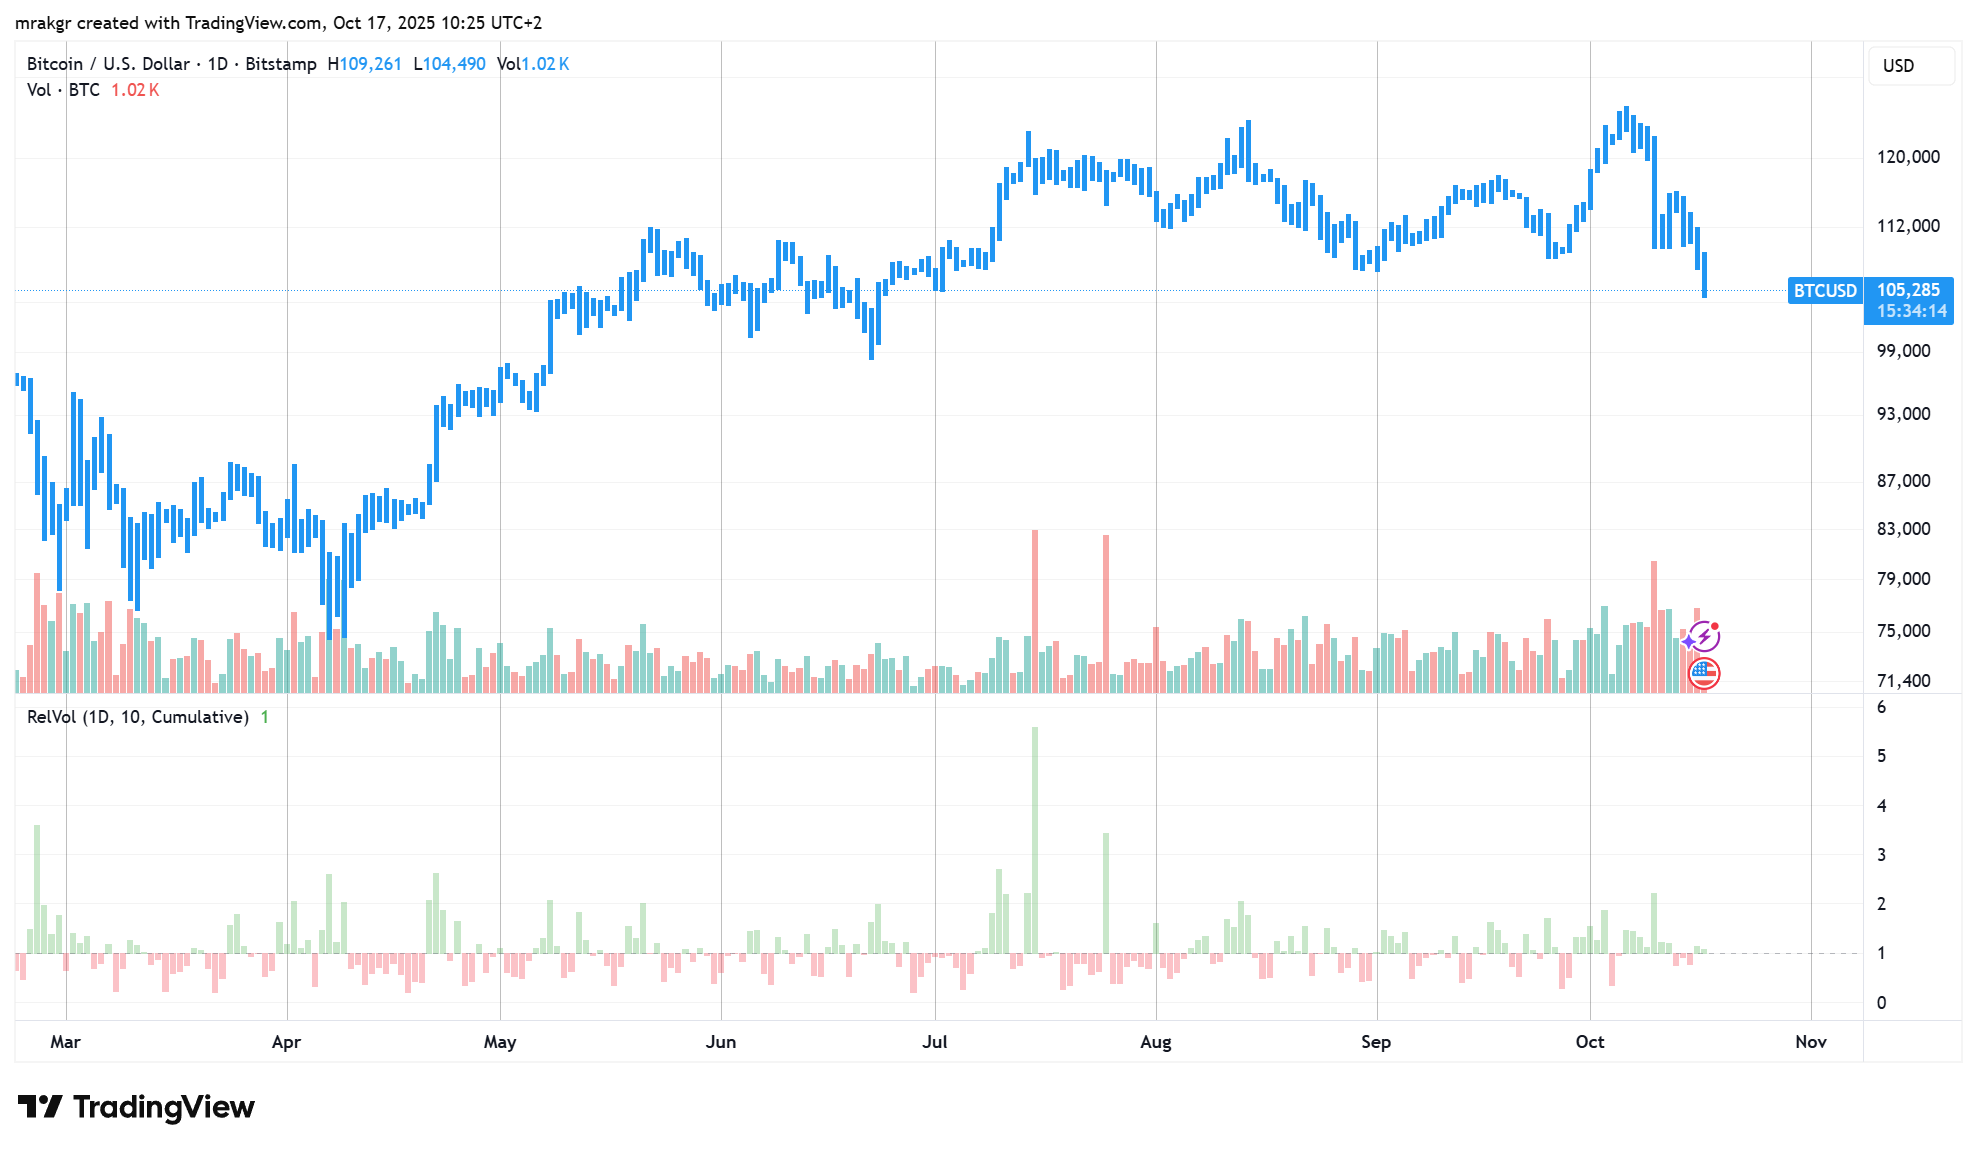 mrakgr created with TradingView.com, Oct 17, 2025 10:25 UTC+2
Bitcoin / U.S. Dollar · 1D · Bitstamp H109,261 L104,490 Vol1.02 K
Vol · BTC 1.02 K
USD
120,000
112,000
BTCUSD 105,285
15:34:14
99,000
93,000
87,000
83,000
79,000
75,000
71,400
RelVol (1D, 10, Cumulative) 1
6
5
4
3
2
1
0
Mar Apr May Jun Jul Aug Sep Oct Nov
TradingView